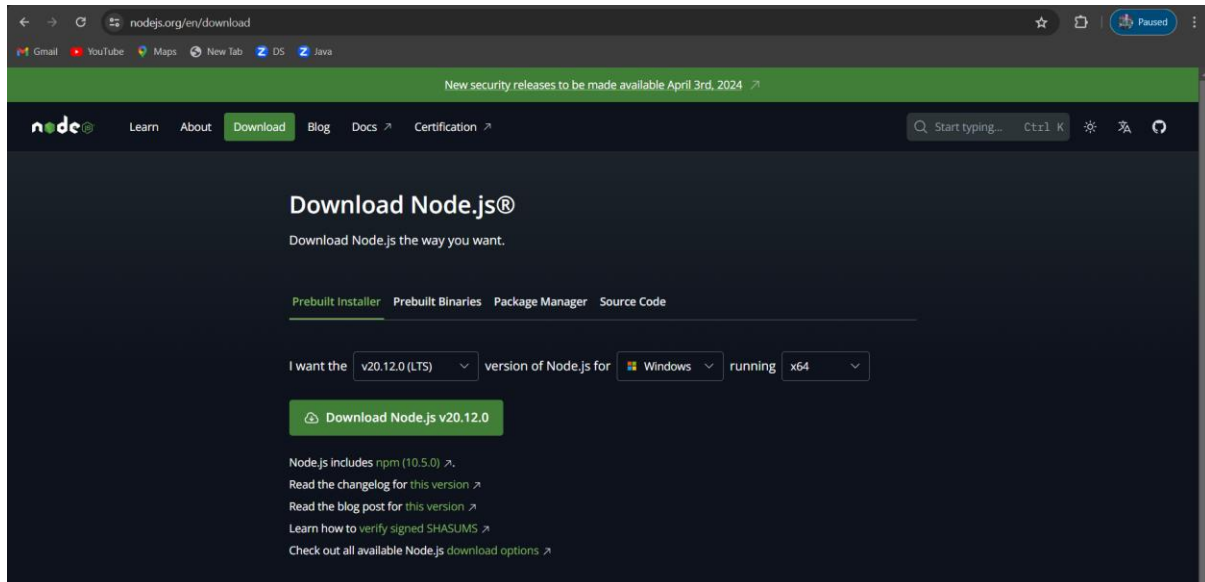 nodejs.org/en/download Paused
Gmail YouTube Maps New Tab Z DS Z Java
New security releases to be made available April 3rd, 2024
node Learn About Download Blog Docs Certification Start typing... Ctrl K
Download Node.js®
Download Node.js the way you want.
Prebuilt Installer Prebuilt Binaries Package Manager Source Code
I want the v20.12.0 (LTS) version of Node.js for Windows running x64
Download Node.js v20.12.0
Node.js includes npm (10.5.0).
Read the changelog for this version
Read the blog post for this version
Learn how to verify signed SHASUMS
Check out all available Node.js download options